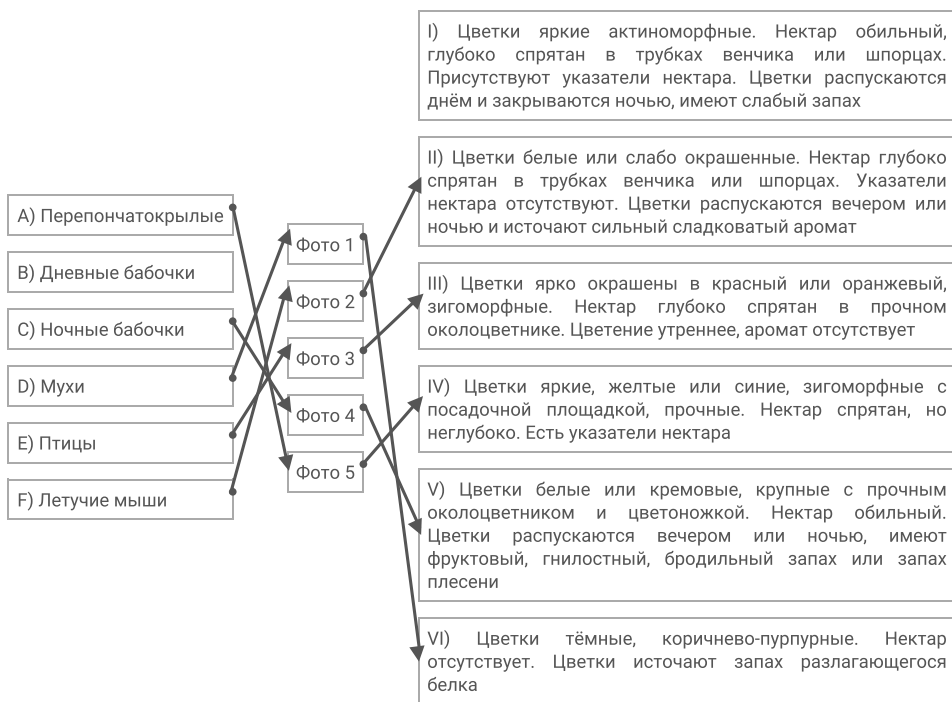 A) Перепончатокрылые
B) Дневные бабочки
C) Ночные бабочки
D) Мухи
E) Птицы
F) Летучие мыши
Фото 1
Фото 2
Фото 3
Фото 4
Фото 5
I) Цветки яркие актиноморфные. Нектар обильный,
глубоко спрятан в трубках венчика или шпорцах.
Присутствуют указатели нектара. Цветки распускаются
днём и закрываются ночью, имеют слабый запах
II) Цветки белые или слабо окрашенные. Нектар глубоко
спрятан в трубках венчика или шпорцах. Указатели
нектара отсутствуют. Цветки распускаются вечером или
ночью и источают сильный сладковатый аромат
III) Цветки ярко окрашены в красный или оранжевый,
зигоморфные. Нектар глубоко спрятан в прочном
околоцветнике. Цветение утреннее, аромат отсутствует
IV) Цветки яркие, желтые или синие, зигоморфные с
посадочной площадкой, прочные. Нектар спрятан, но
неглубоко. Есть указатели нектара
V) Цветки белые или кремовые, крупные с прочным
околоцветником и цветоножкой. Нектар обильный.
Цветки распускаются вечером или ночью, имеют
фруктовый, гнилостный, бродильный запах или запах
плесени
VI) Цветки тёмные, коричнево-пурпурные. Нектар
отсутствует. Цветки источают запах разлагающегося
белка